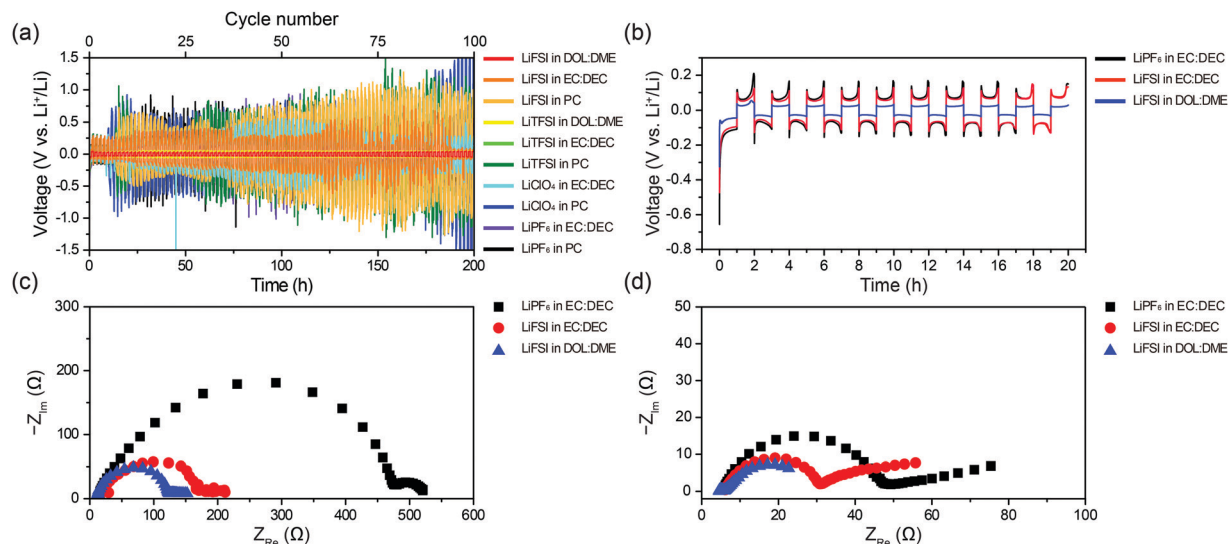 (a)
Cycle number
0 25 50 75 100
1.5
1.0
0.5
0.0
-0.5
-1.0
-1.5
Voltage (V vs. Li⁺/Li)
0 50 100 150 200
Time (h)
LiFSI in DOL:DME
LiFSI in EC:DEC
LiFSI in PC
LiTFSI in DOL:DME
LiTFSI in EC:DEC
LiTFSI in PC
LiClO₄ in EC:DEC
LiClO₄ in PC
LiPF₆ in EC:DEC
LiPF₆ in PC
(b)
0.2
0.0
-0.2
-0.4
-0.6
-0.8
Voltage (V vs. Li⁺/Li)
0 2 4 6 8 10 12 14 16 18 20
Time (h)
LiPF₆ in EC:DEC
LiFSI in EC:DEC
LiFSI in DOL:DME
(c)
300
200
100
0
−Z_Im (Ω)
0 100 200 300 400 500 600
Z_Re (Ω)
LiPF₆ in EC:DEC
LiFSI in EC:DEC
LiFSI in DOL:DME
(d)
50
40
30
20
10
0
−Z_Im (Ω)
0 20 40 60 80 100
Z_Re (Ω)
LiPF₆ in EC:DEC
LiFSI in EC:DEC
LiFSI in DOL:DME